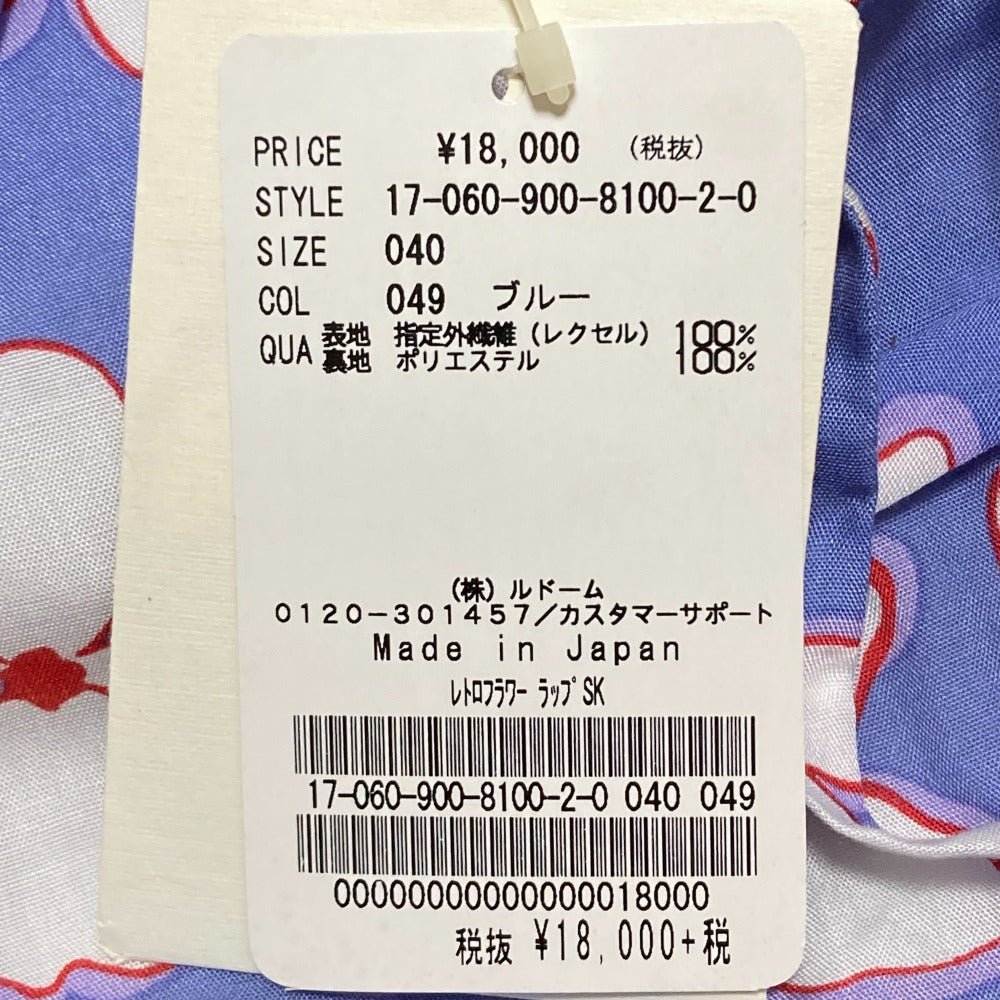 PRICE ¥18,000 (税抜)
STYLE 17-060-900-8100-2-0
SIZE 040
COL 049 ブルー
QUA 表地 指定外繊維(レクセル) 100%
裏地 ポリエステル 100%
(株)ルドーム
0120-301457/カスタマーサポート
Made in Japan
ﾚﾄﾛﾌﾗﾜｰ ﾗｯﾌﾟSK
17-060-900-8100-2-0 040 049
00000000000000018000
税抜 ¥18,000+税